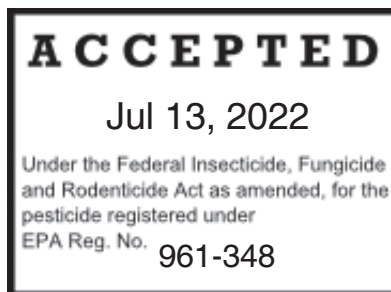 ACCEPTED
Jul 13, 2022
Under the Federal Insecticide, Fungicide
and Rodenticide Act as amended, for the
pesticide registered under
EPA Reg. No. 961-348